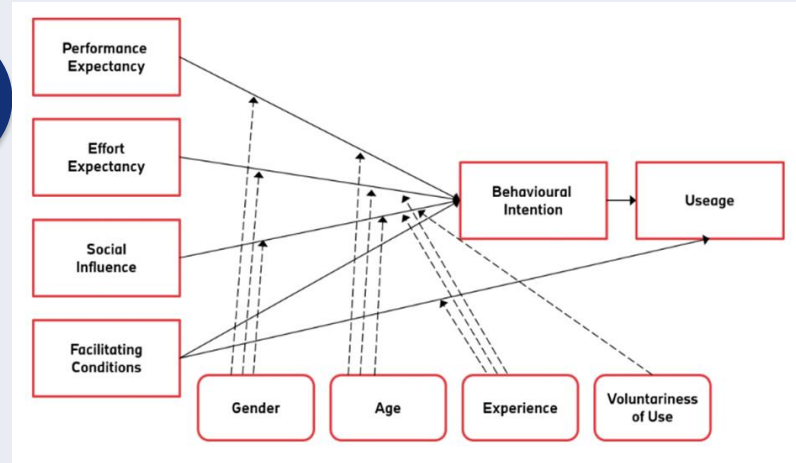 Performance
Expectancy
Effort
Expectancy
Social
Influence
Facilitating
Conditions
Behavioural
Intention
Useage
Gender
Age
Experience
Voluntariness
of Use